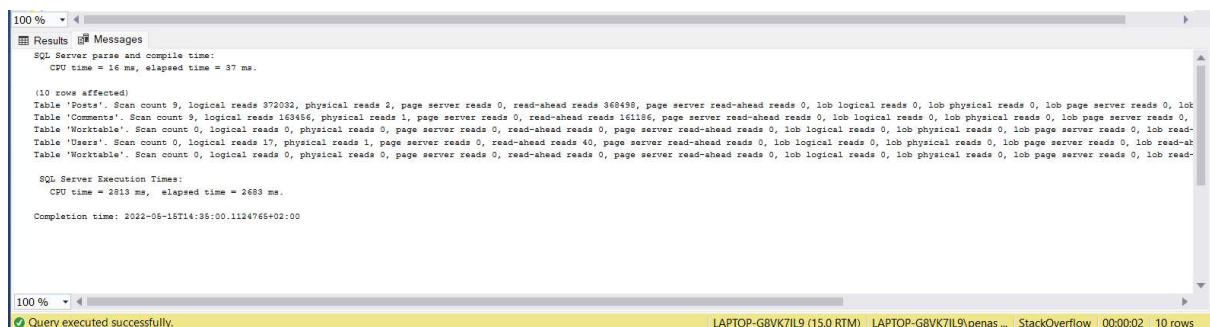 100 %
Results Messages
SQL Server parse and compile time:
CPU time = 16 ms, elapsed time = 37 ms.
(10 rows affected)
Table 'Posts'. Scan count 9, logical reads 372032, physical reads 2, page server reads 0, read-ahead reads 368498, page server read-ahead reads 0, lob logical reads 0, lob physical reads 0, lob page server reads 0, lob
Table 'Comments'. Scan count 9, logical reads 163456, physical reads 1, page server reads 0, read-ahead reads 161186, page server read-ahead reads 0, lob logical reads 0, lob physical reads 0, lob page server reads 0,
Table 'Worktable'. Scan count 0, logical reads 0, physical reads 0, page server reads 0, read-ahead reads 0, page server read-ahead reads 0, lob logical reads 0, lob physical reads 0, lob page server reads 0, lob read-
Table 'Users'. Scan count 0, logical reads 17, physical reads 1, page server reads 0, read-ahead reads 40, page server read-ahead reads 0, lob logical reads 0, lob physical reads 0, lob page server reads 0, lob read-ah
Table 'Worktable'. Scan count 0, logical reads 0, physical reads 0, page server reads 0, read-ahead reads 0, page server read-ahead reads 0, lob logical reads 0, lob physical reads 0, lob page server reads 0, lob read-
SQL Server Execution Times:
CPU time = 2813 ms, elapsed time = 2683 ms.
Completion time: 2022-05-15T14:35:00.1124765+02:00
100 %
Query executed successfully. LAPTOP-G8VK7JL9 (15.0 RTM) LAPTOP-G8VK7JL9\penas ... StackOverflow 00:00:02 10 rows